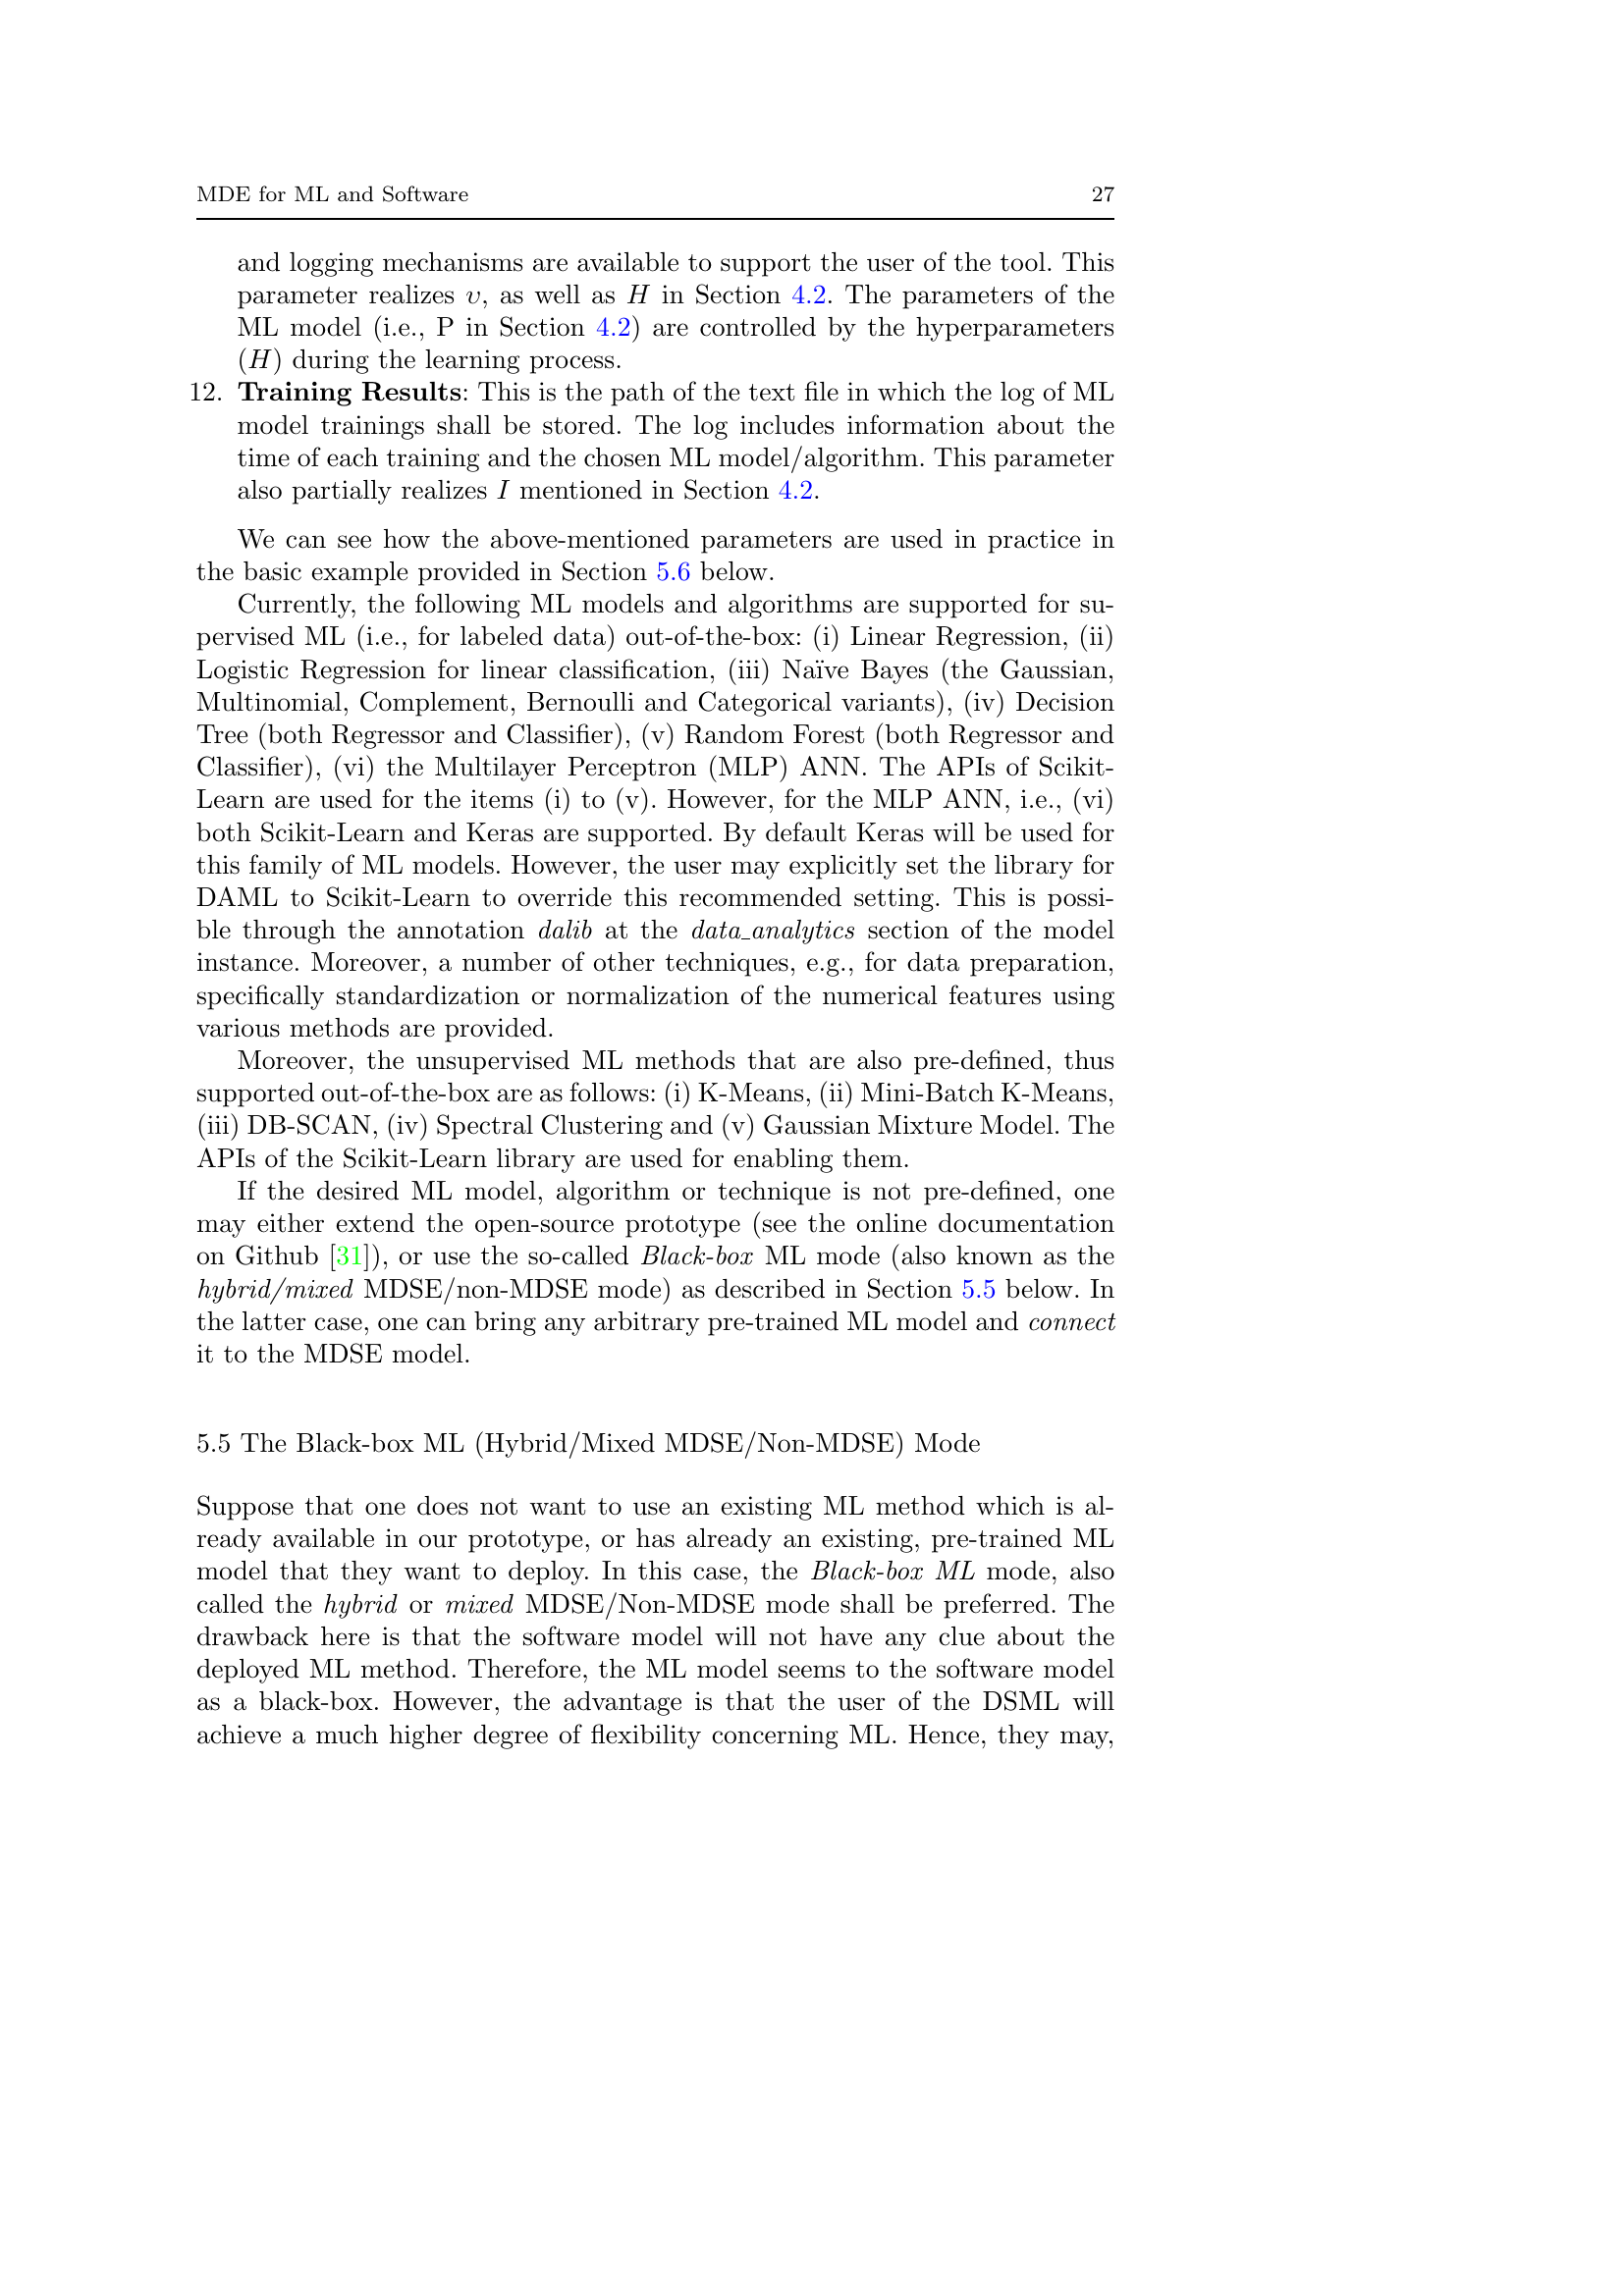 MDE for ML and Software 27
and logging mechanisms are available to support the user of the tool. This
parameter realizes υ, as well as H in Section 4.2. The parameters of the
ML model (i.e., P in Section 4.2) are controlled by the hyperparameters
(H) during the learning process.
12. Training Results: This is the path of the text file in which the log of ML
model trainings shall be stored. The log includes information about the
time of each training and the chosen ML model/algorithm. This parameter
also partially realizes I mentioned in Section 4.2.
We can see how the above-mentioned parameters are used in practice in
the basic example provided in Section 5.6 below.
Currently, the following ML models and algorithms are supported for su-
pervised ML (i.e., for labeled data) out-of-the-box: (i) Linear Regression, (ii)
Logistic Regression for linear classification, (iii) Naïve Bayes (the Gaussian,
Multinomial, Complement, Bernoulli and Categorical variants), (iv) Decision
Tree (both Regressor and Classifier), (v) Random Forest (both Regressor and
Classifier), (vi) the Multilayer Perceptron (MLP) ANN. The APIs of Scikit-
Learn are used for the items (i) to (v). However, for the MLP ANN, i.e., (vi)
both Scikit-Learn and Keras are supported. By default Keras will be used for
this family of ML models. However, the user may explicitly set the library for
DAML to Scikit-Learn to override this recommended setting. This is possi-
ble through the annotation dalib at the data_analytics section of the model
instance. Moreover, a number of other techniques, e.g., for data preparation,
specifically standardization or normalization of the numerical features using
various methods are provided.
Moreover, the unsupervised ML methods that are also pre-defined, thus
supported out-of-the-box are as follows: (i) K-Means, (ii) Mini-Batch K-Means,
(iii) DB-SCAN, (iv) Spectral Clustering and (v) Gaussian Mixture Model. The
APIs of the Scikit-Learn library are used for enabling them.
If the desired ML model, algorithm or technique is not pre-defined, one
may either extend the open-source prototype (see the online documentation
on Github [31]), or use the so-called Black-box ML mode (also known as the
hybrid/mixed MDSE/non-MDSE mode) as described in Section 5.5 below. In
the latter case, one can bring any arbitrary pre-trained ML model and connect
it to the MDSE model.
5.5 The Black-box ML (Hybrid/Mixed MDSE/Non-MDSE) Mode
Suppose that one does not want to use an existing ML method which is al-
ready available in our prototype, or has already an existing, pre-trained ML
model that they want to deploy. In this case, the Black-box ML mode, also
called the hybrid or mixed MDSE/Non-MDSE mode shall be preferred. The
drawback here is that the software model will not have any clue about the
deployed ML method. Therefore, the ML model seems to the software model
as a black-box. However, the advantage is that the user of the DSML will
achieve a much higher degree of flexibility concerning ML. Hence, they may,